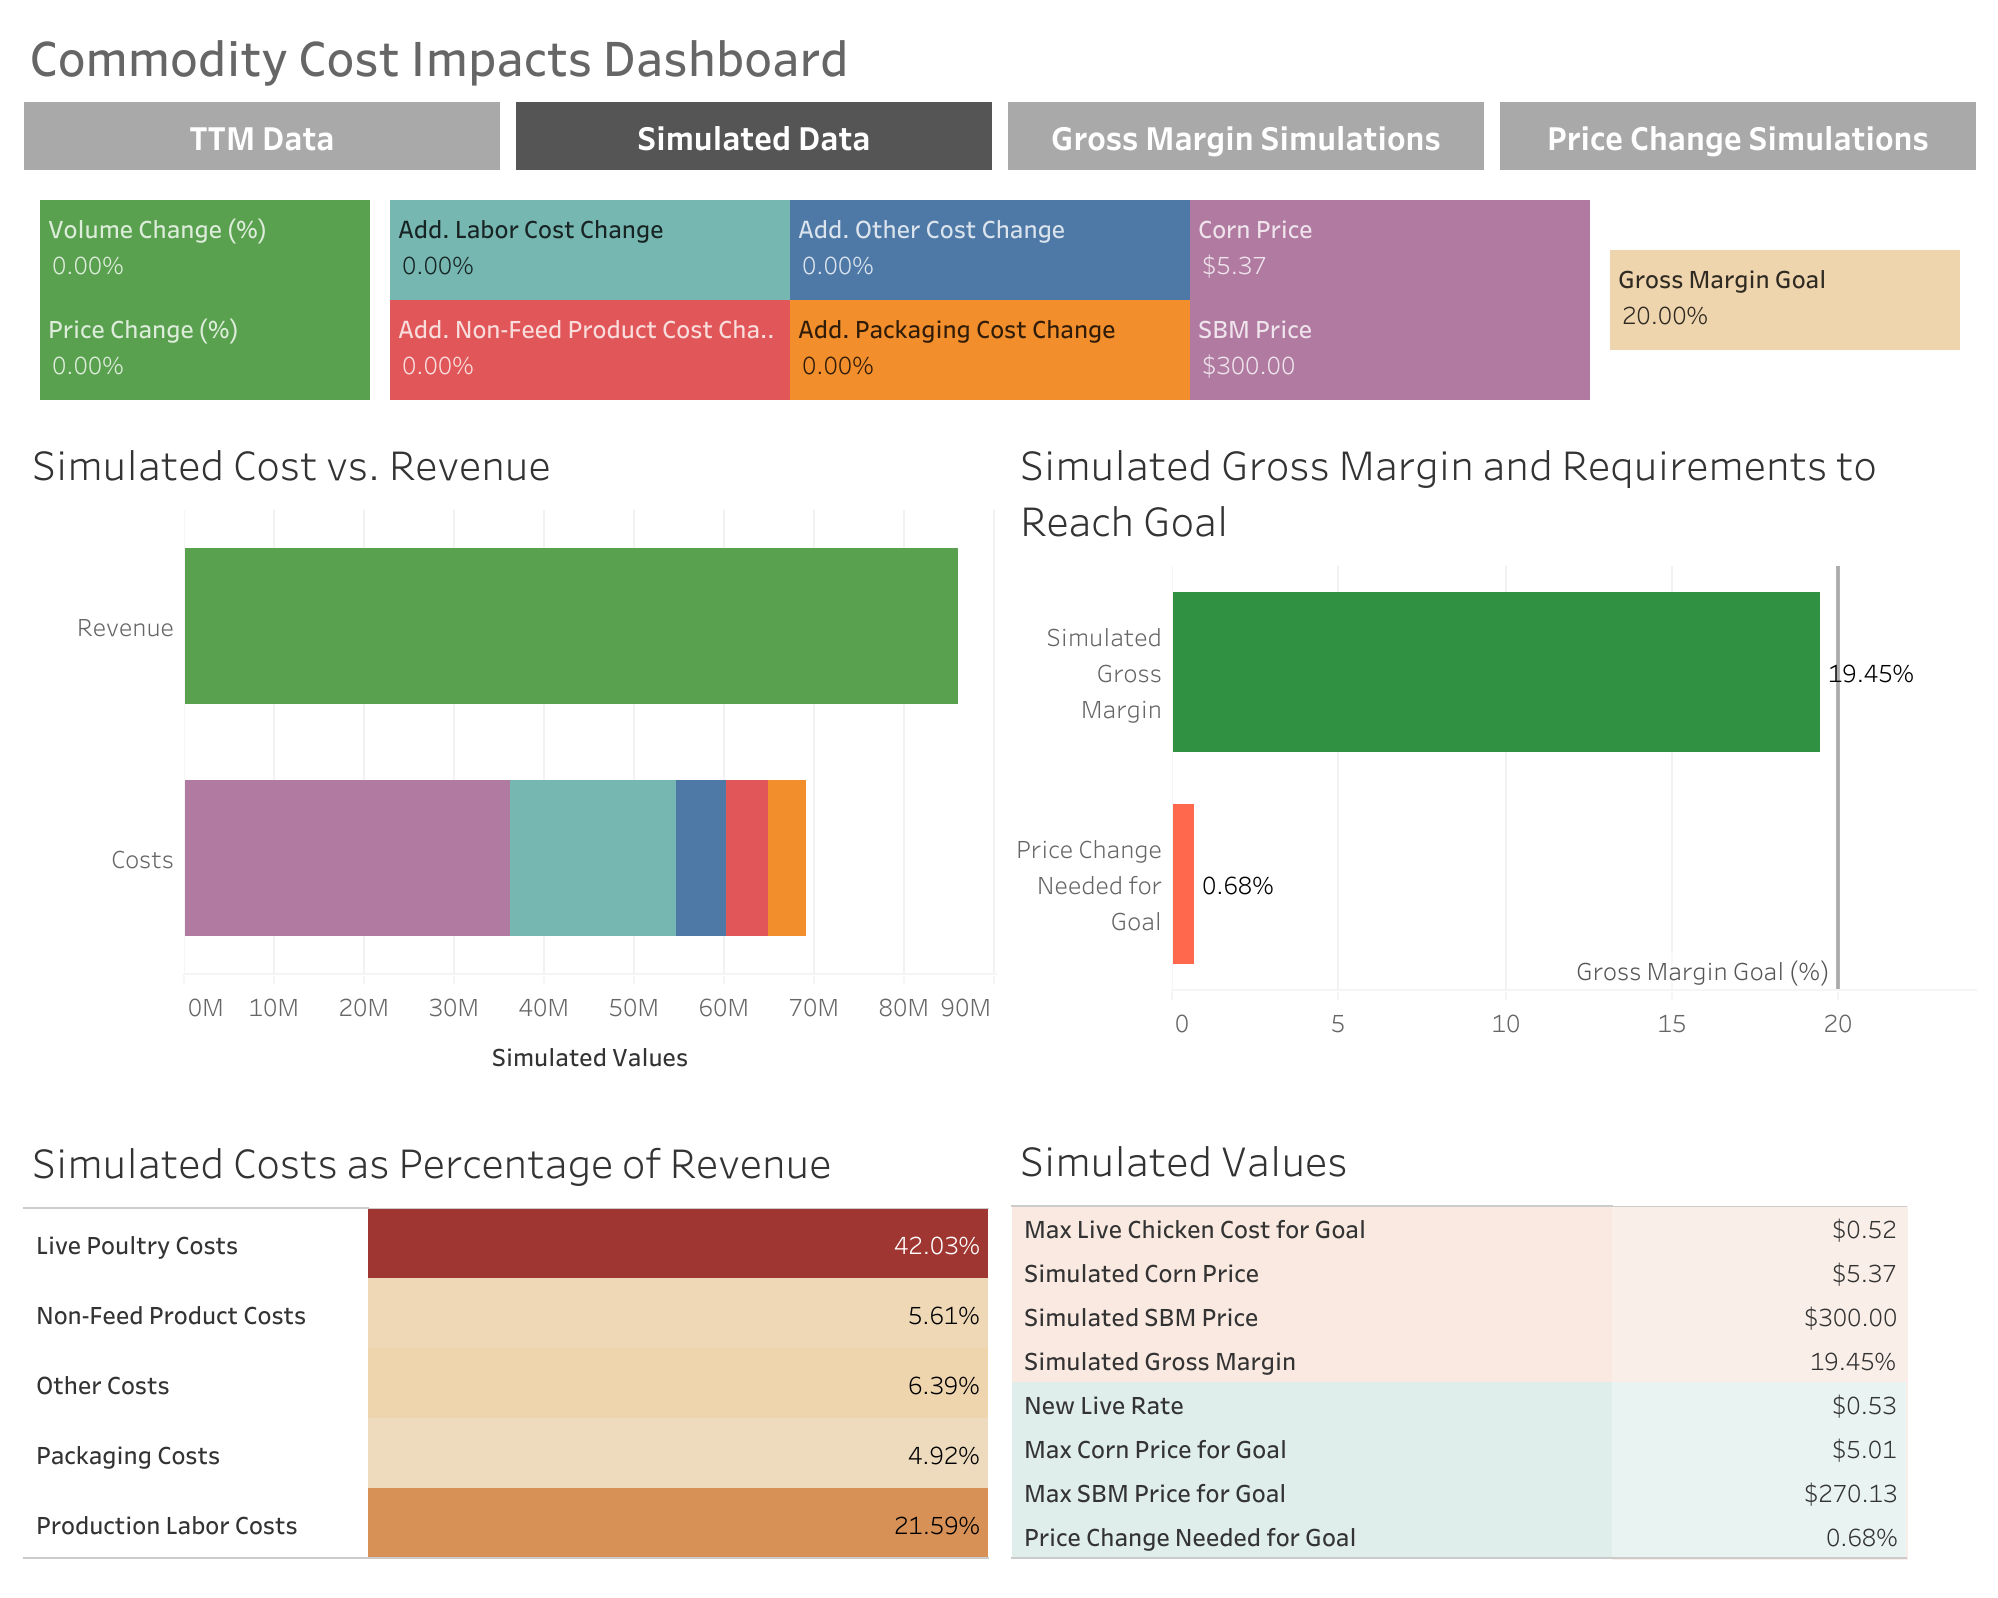 Commodity Cost Impacts Dashboard
TTM Data
Simulated Data
Gross Margin Simulations
Price Change Simulations
Volume Change (%)
0.00%
Price Change (%)
0.00%
Add. Labor Cost Change
0.00%
Add. Other Cost Change
0.00%
Corn Price
$5.37
Add. Non-Feed Product Cost Cha..
0.00%
Add. Packaging Cost Change
0.00%
SBM Price
$300.00
Gross Margin Goal
20.00%
Simulated Cost vs. Revenue
Revenue
Costs
0M 10M 20M 30M 40M 50M 60M 70M 80M 90M
Simulated Values
Simulated Gross Margin and Requirements to
Reach Goal
Simulated
Gross
Margin
19.45%
Price Change
Needed for
Goal
0.68%
Gross Margin Goal (%)
0 5 10 15 20
Simulated Costs as Percentage of Revenue
Live Poultry Costs 42.03%
Non-Feed Product Costs 5.61%
Other Costs 6.39%
Packaging Costs 4.92%
Production Labor Costs 21.59%
Simulated Values
Max Live Chicken Cost for Goal $0.52
Simulated Corn Price $5.37
Simulated SBM Price $300.00
Simulated Gross Margin 19.45%
New Live Rate $0.53
Max Corn Price for Goal $5.01
Max SBM Price for Goal $270.13
Price Change Needed for Goal 0.68%